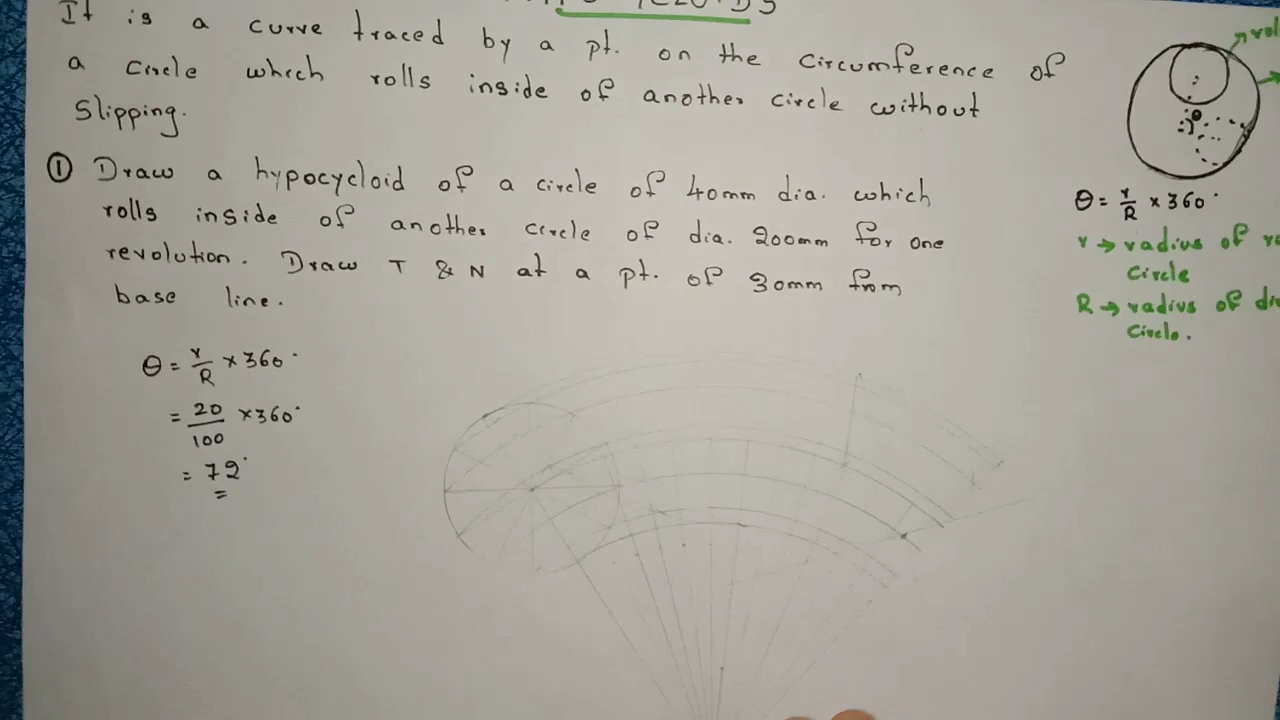 It is a curve traced by a pt. on the circumference of
a circle which rolls inside of another circle without
Slipping.
① Draw a hypocycloid of a circle of 40mm dia. which
rolls inside of another circle of dia. 200mm for one
revolution. Draw T & N at a pt. of 30mm from
base line.
θ = r/R × 360°
= 20/100 × 360°
= 72°
θ = r/R × 360°
r → radius of
Circle
R → radius of
Circle.